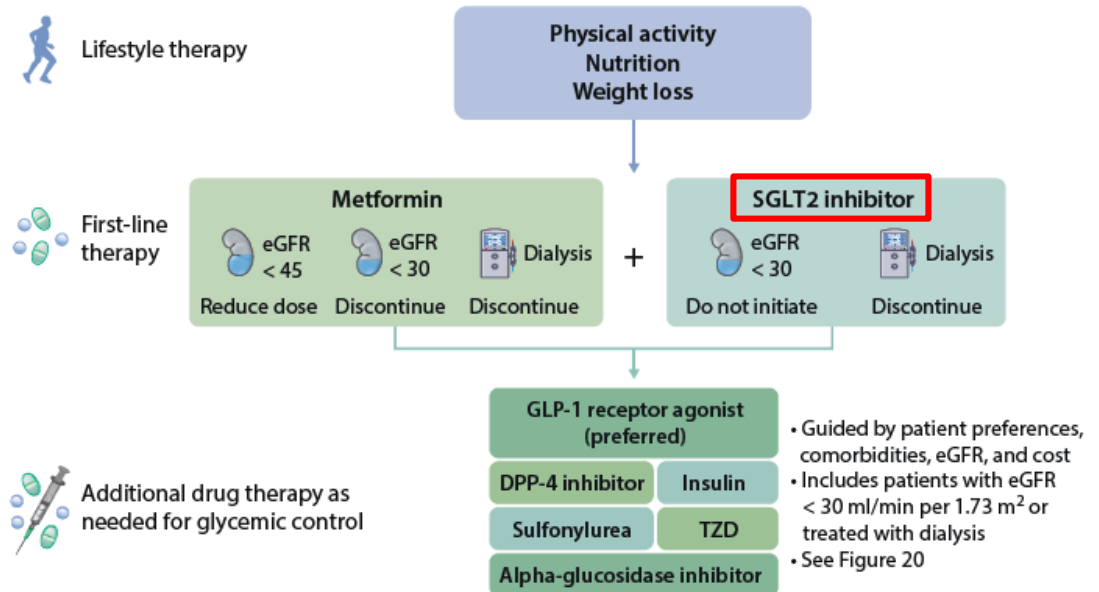 Lifestyle therapy
Physical activity
Nutrition
Weight loss
First-line
therapy
Metformin
eGFR
< 45
Reduce dose
eGFR
< 30
Discontinue
Dialysis
Discontinue
+
SGLT2 inhibitor
eGFR
< 30
Do not initiate
Dialysis
Discontinue
Additional drug therapy as
needed for glycemic control
GLP-1 receptor agonist
(preferred)
DPP-4 inhibitor
Insulin
Sulfonylurea
TZD
Alpha-glucosidase inhibitor
• Guided by patient preferences,
comorbidities, eGFR, and cost
• Includes patients with eGFR
< 30 ml/min per 1.73 m² or
treated with dialysis
• See Figure 20